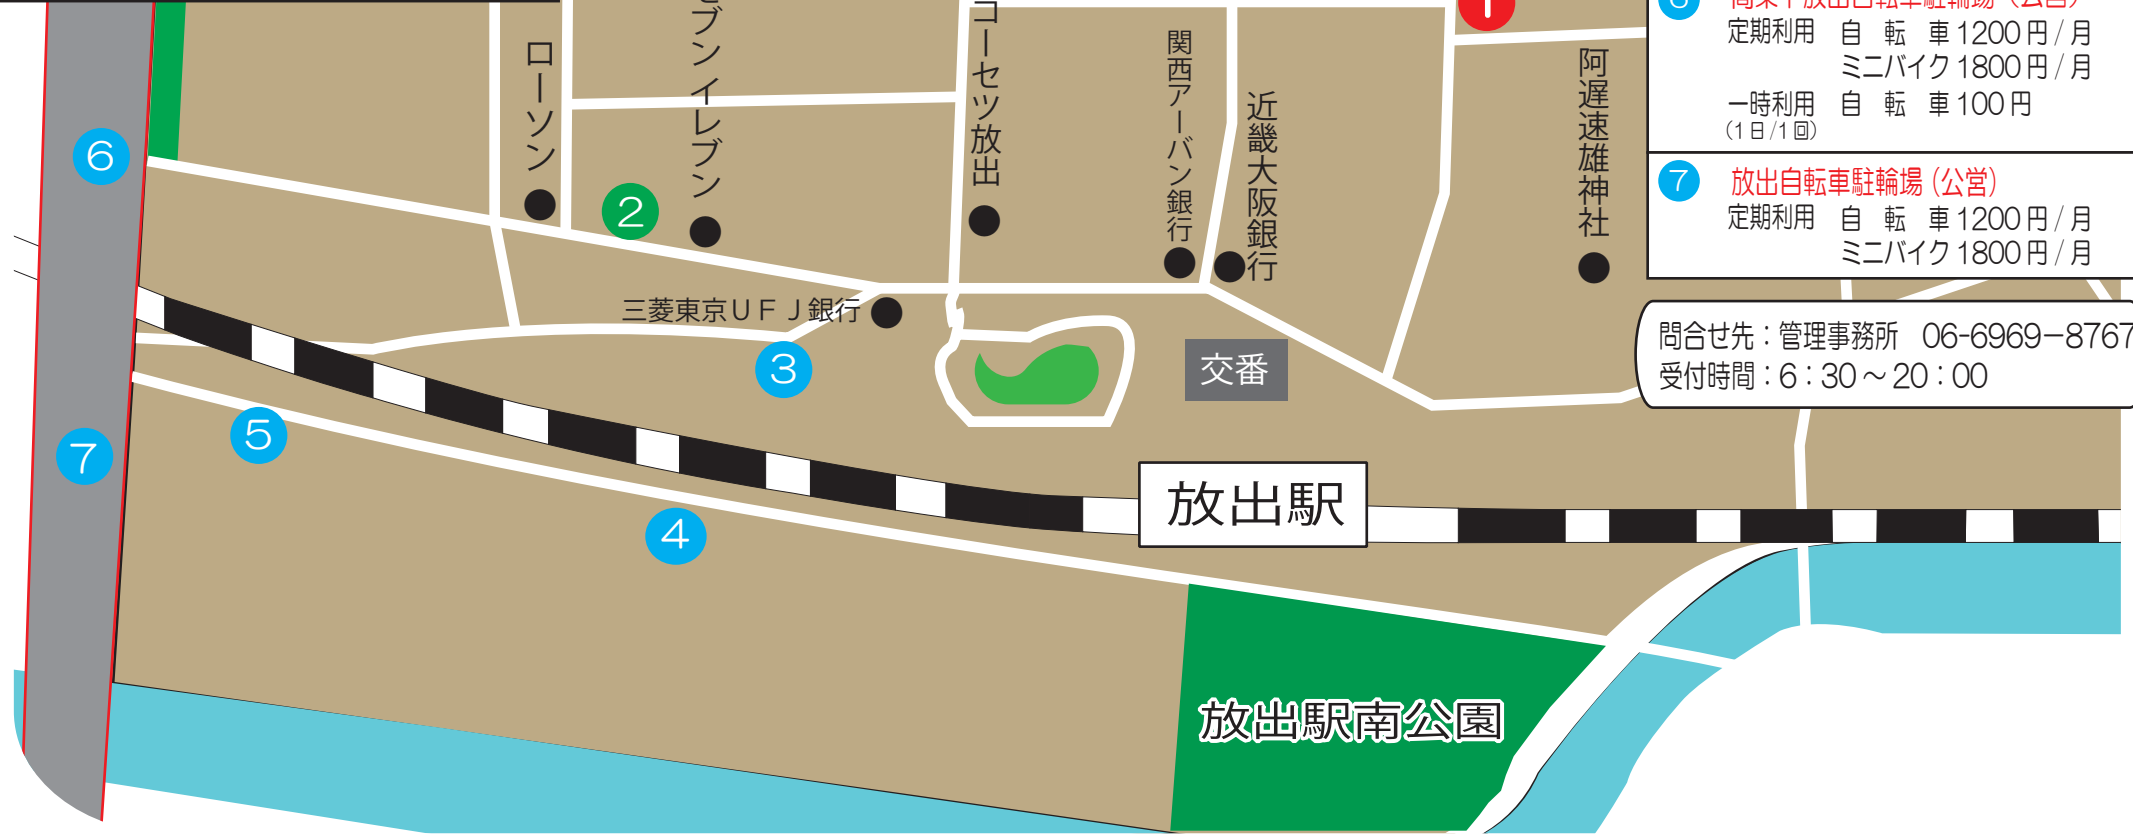 セブンイレブン
コーセツ放出
ローソン
関西アーバン銀行
近畿大阪銀行
阿遅速雄神社
1
2
3
4
5
6
7
三菱東京UFJ銀行
交番
放出駅
放出駅南公園
定期利用 自 転 車 1200円/月
ミニバイク 1800円/月
一時利用 自 転 車 100円
(1日/1回)
7 放出自転車駐輪場 (公営)
定期利用 自 転 車 1200円/月
ミニバイク 1800円/月
問合せ先：管理事務所 06-6969-8767
受付時間：6：30～20：00